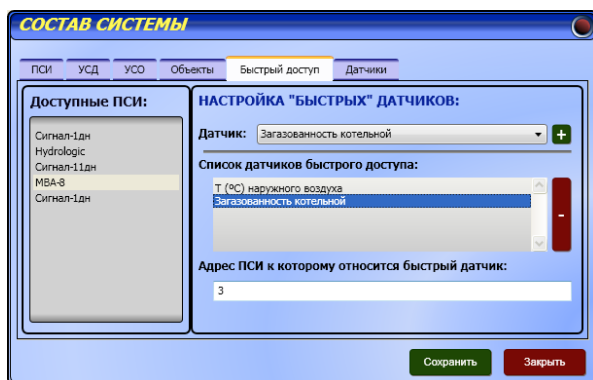 СОСТАВ СИСТЕМЫ
ПСИ УСД УСО Объекты Быстрый доступ Датчики
Доступные ПСИ:
Сигнал-1дн
Hydrologic
Сигнал-11дн
МВА-8
Сигнал-1дн
НАСТРОЙКА "БЫСТРЫХ" ДАТЧИКОВ:
Датчик: Загазованность котельной +
Список датчиков быстрого доступа:
Т (ºС) наружного воздуха
Загазованность котельной
-
Адрес ПСИ к которому относится быстрый датчик:
3
Сохранить Закрыть